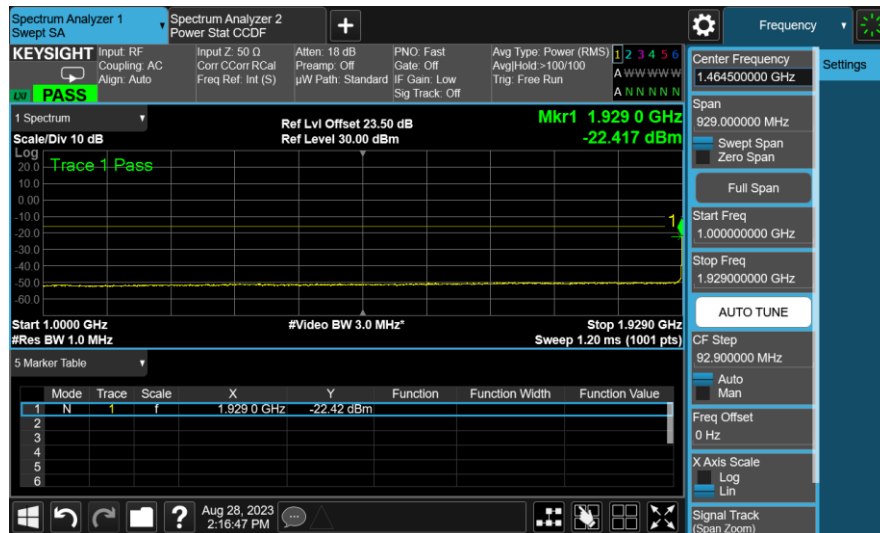 Spectrum Analyzer 1
Swept SA
Spectrum Analyzer 2
Power Stat CCDF
Frequency
KEYSIGHT
Input: RF
Coupling: AC
Align: Auto
Input Z: 50 Ω
Corr CCorr RCal
Freq Ref: Int (S)
Atten: 18 dB
Preamp: Off
µW Path: Standard
PNO: Fast
Gate: Off
IF Gain: Low
Sig Track: Off
Avg Type: Power (RMS)
Avg|Hold:>100/100
Trig: Free Run
1 2 3 4 5 6
A W W W W W
A N N N N N
LNI PASS
1 Spectrum
Scale/Div 10 dB
Ref Lvl Offset 23.50 dB
Ref Level 30.00 dBm
Mkr1 1.929 0 GHz
-22.417 dBm
Log
Trace 1 Pass
20.0
10.0
0.00
-10.0
-20.0
-30.0
-40.0
-50.0
-60.0
1
Start 1.0000 GHz
#Res BW 1.0 MHz
#Video BW 3.0 MHz*
Stop 1.9290 GHz
Sweep 1.20 ms (1001 pts)
5 Marker Table
Mode Trace Scale X Y Function Function Width Function Value
1 N 1 f 1.929 0 GHz -22.42 dBm
2
3
4
5
6
Aug 28, 2023
2:16:47 PM
Center Frequency
1.464500000 GHz
Settings
Span
929.000000 MHz
Swept Span
Zero Span
Full Span
Start Freq
1.000000000 GHz
Stop Freq
1.929000000 GHz
AUTO TUNE
CF Step
92.900000 MHz
Auto
Man
Freq Offset
0 Hz
X Axis Scale
Log
Lin
Signal Track
(Span Zoom)